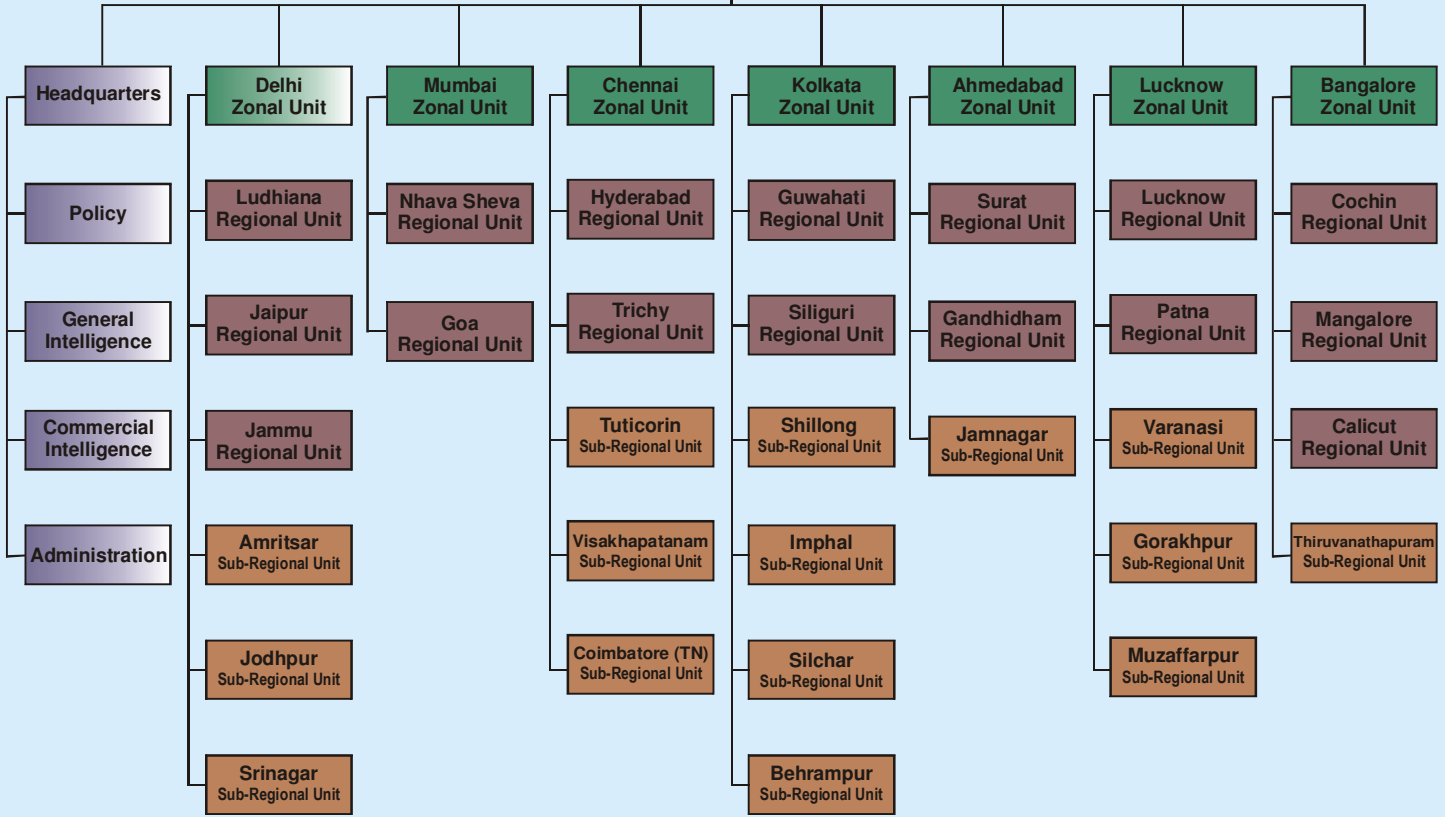 Headquarters
Policy
General
Intelligence
Commercial
Intelligence
Administration
Delhi
Zonal Unit
Ludhiana
Regional Unit
Jaipur
Regional Unit
Jammu
Regional Unit
Amritsar
Sub-Regional Unit
Jodhpur
Sub-Regional Unit
Srinagar
Sub-Regional Unit
Mumbai
Zonal Unit
Nhava Sheva
Regional Unit
Goa
Regional Unit
Chennai
Zonal Unit
Hyderabad
Regional Unit
Trichy
Regional Unit
Tuticorin
Sub-Regional Unit
Visakhapatanam
Sub-Regional Unit
Coimbatore (TN)
Sub-Regional Unit
Kolkata
Zonal Unit
Guwahati
Regional Unit
Siliguri
Regional Unit
Shillong
Sub-Regional Unit
Imphal
Sub-Regional Unit
Silchar
Sub-Regional Unit
Behrampur
Sub-Regional Unit
Ahmedabad
Zonal Unit
Surat
Regional Unit
Gandhidham
Regional Unit
Jamnagar
Sub-Regional Unit
Lucknow
Zonal Unit
Lucknow
Regional Unit
Patna
Regional Unit
Varanasi
Sub-Regional Unit
Gorakhpur
Sub-Regional Unit
Muzaffarpur
Sub-Regional Unit
Bangalore
Zonal Unit
Cochin
Regional Unit
Mangalore
Regional Unit
Calicut
Regional Unit
Thiruvanathapuram
Sub-Regional Unit